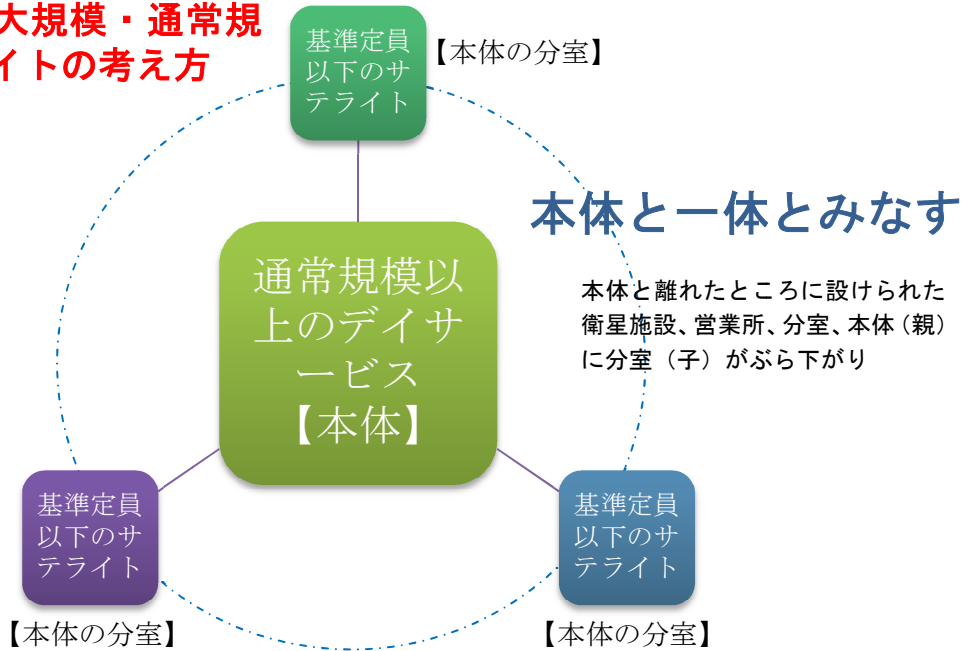 大規模・通常規
イトの考え方
基準定員
以下のサ
テライト
【本体の分室】
本体と一体とみなす
通常規模以
上のデイサ
ービス
【本体】
本体と離れたところに設けられた
衛星施設、営業所、分室、本体（親）
に分室（子）がぶら下がり
基準定員
以下のサ
テライト
【本体の分室】
基準定員
以下のサ
テライト
【本体の分室】